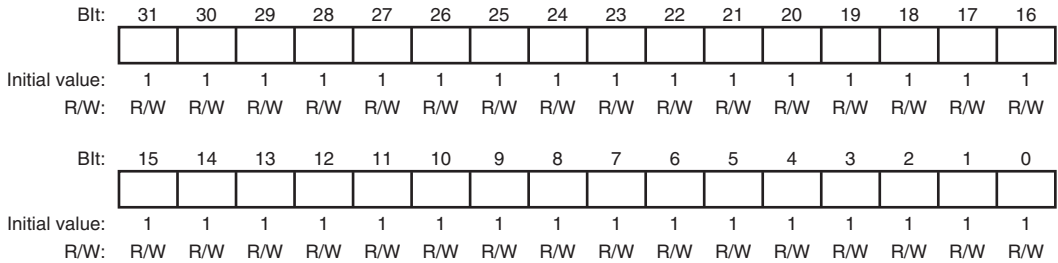 BIt: 31 30 29 28 27 26 25 24 23 22 21 20 19 18 17 16
Initial value: 1 1 1 1 1 1 1 1 1 1 1 1 1 1 1 1
R/W: R/W R/W R/W R/W R/W R/W R/W R/W R/W R/W R/W R/W R/W R/W R/W R/W
BIt: 15 14 13 12 11 10 9 8 7 6 5 4 3 2 1 0
Initial value: 1 1 1 1 1 1 1 1 1 1 1 1 1 1 1 1
R/W: R/W R/W R/W R/W R/W R/W R/W R/W R/W R/W R/W R/W R/W R/W R/W R/W